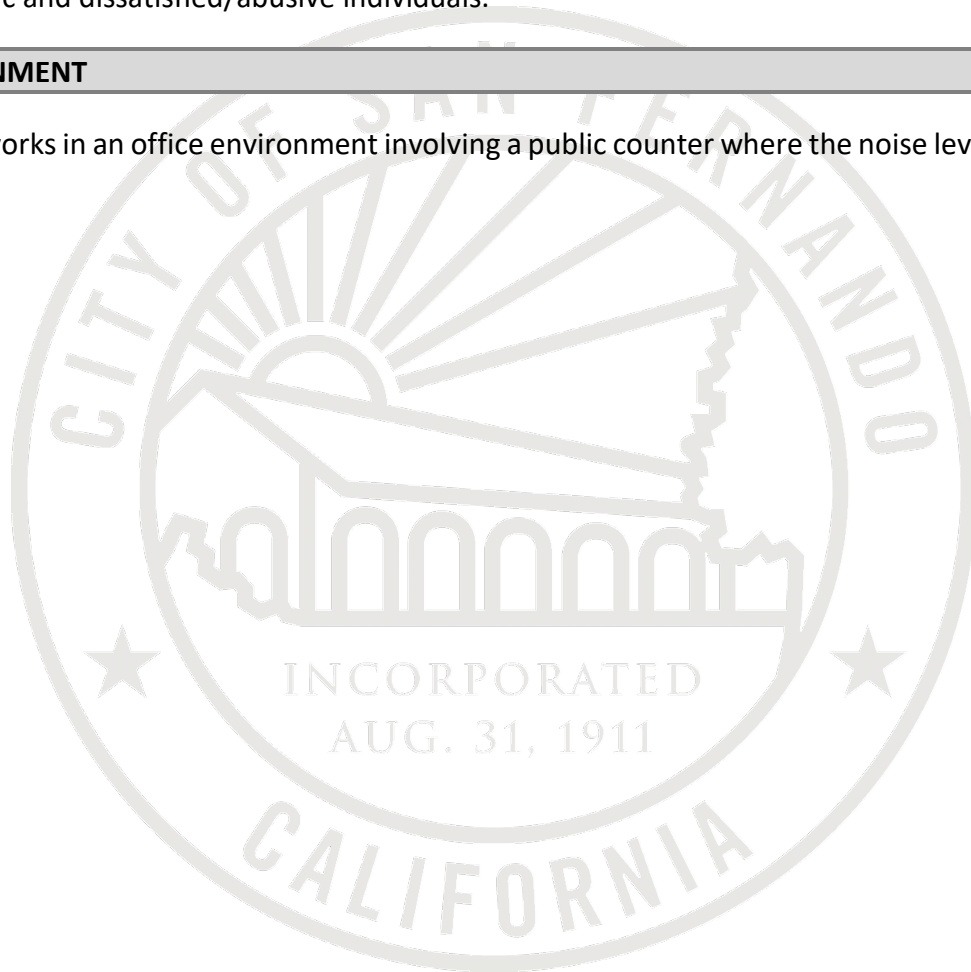 c and dissatisfied/abusive individuals.
NMENT
orks in an office environment involving a public counter where the noise lev
CITY OF SAN FERNANDO
INCORPORATED
AUG. 31, 1911
CALIFORNIA